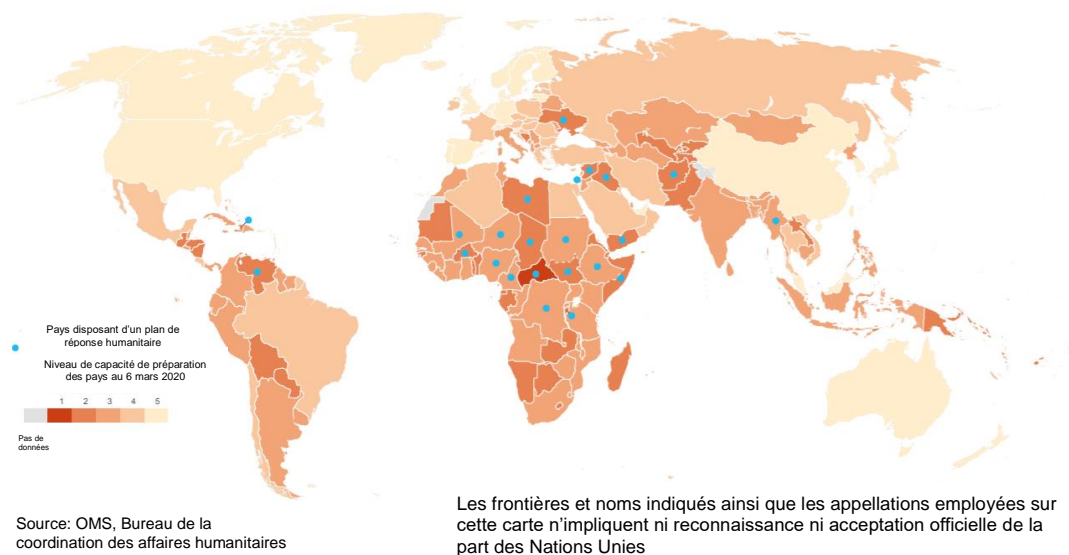 Pays disposant d'un plan de
réponse humanitaire
Niveau de capacité de préparation
des pays au 6 mars 2020
1 2 3 4 5
Pas de
données
Source: OMS, Bureau de la
coordination des affaires humanitaires
Les frontières et noms indiqués ainsi que les appellations employées sur
cette carte n'impliquent ni reconnaissance ni acceptation officielle de la
part des Nations Unies